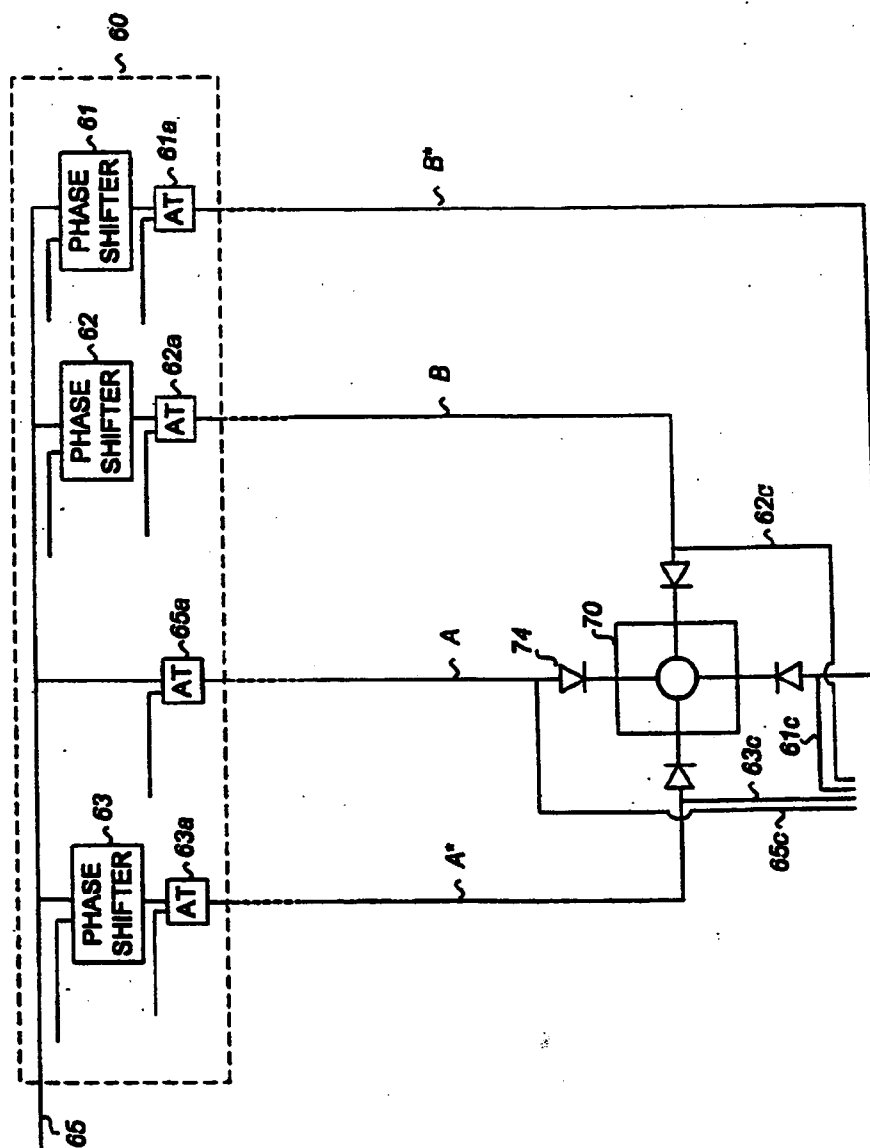 60
PHASE
SHIFTER
61
AT
61a
PHASE
SHIFTER
62
AT
62a
AT
65a
PHASE
SHIFTER
63
AT
63a
65
B*
B
A
A*
74
70
62c
61c
63c
65c